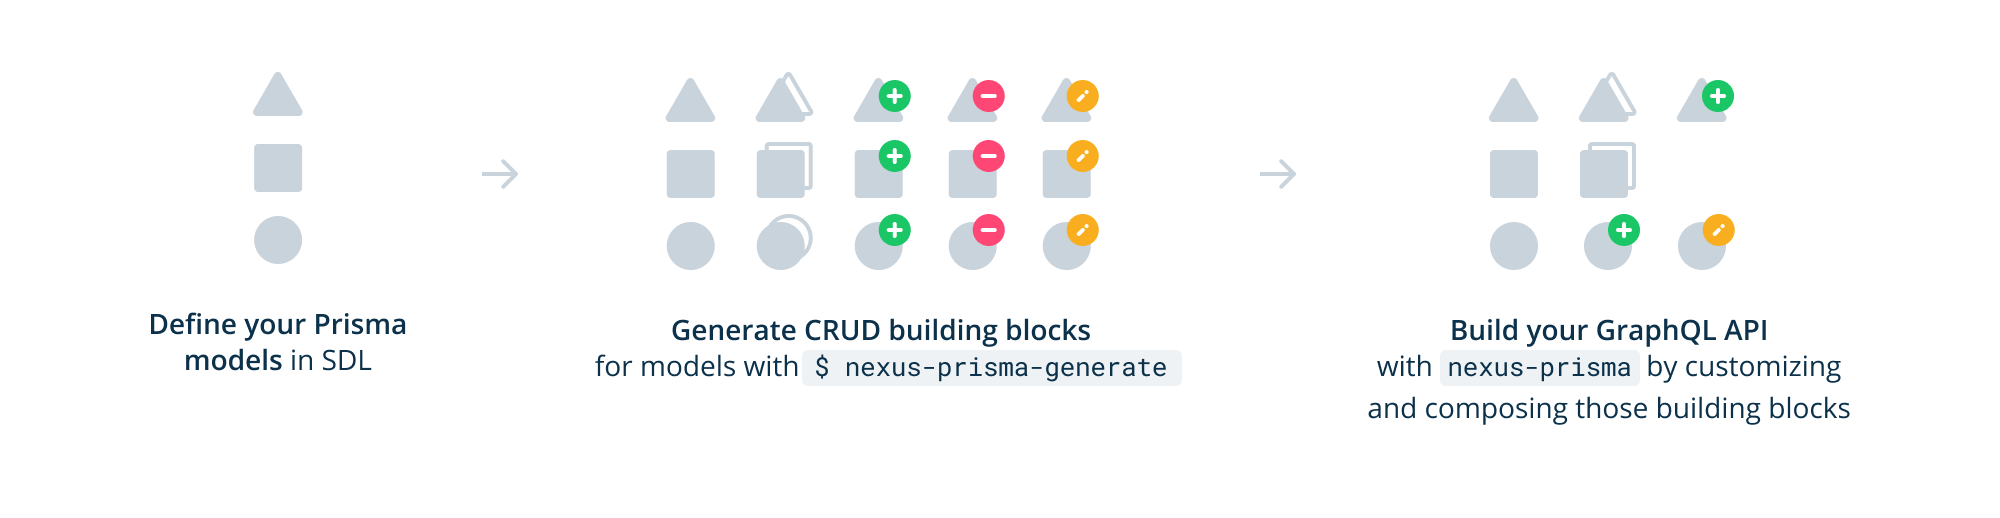 Define your Prisma
models in SDL
Generate CRUD building blocks
for models with $ nexus-prisma-generate
Build your GraphQL API
with nexus-prisma by customizing
and composing those building blocks